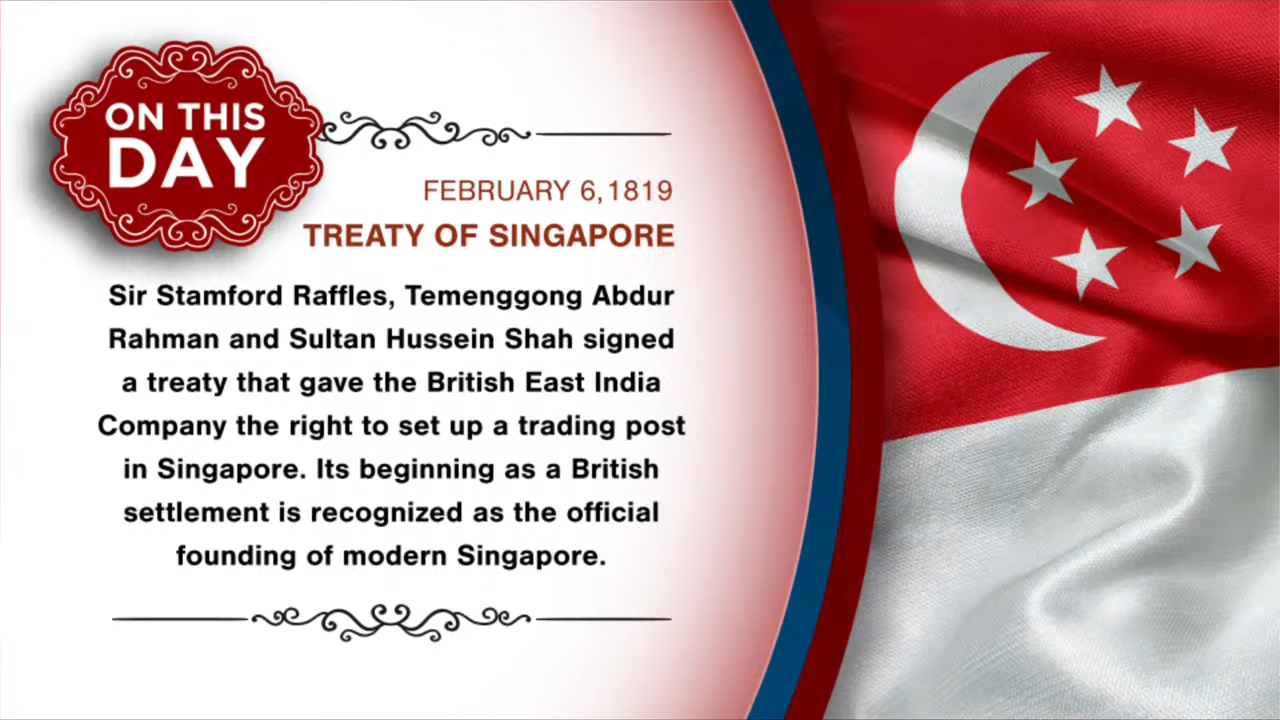 ON THIS
DAY
FEBRUARY 6,1819
TREATY OF SINGAPORE
Sir Stamford Raffles, Temenggong Abdur
Rahman and Sultan Hussein Shah signed
a treaty that gave the British East India
Company the right to set up a trading post
in Singapore. Its beginning as a British
settlement is recognized as the official
founding of modern Singapore.